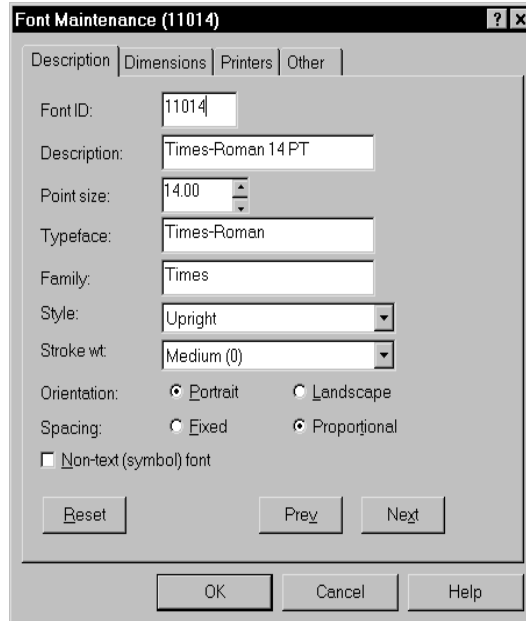 Font Maintenance (11014) ? x
Description Dimensions Printers Other
Font ID: 11014
Description: Times-Roman 14 PT
Point size: 14.00
Typeface: Times-Roman
Family: Times
Style: Upright
Stroke wt: Medium (0)
Orientation: Portrait Landscape
Spacing: Fixed Proportional
Non-text (symbol) font
Reset Prev Next
OK Cancel Help